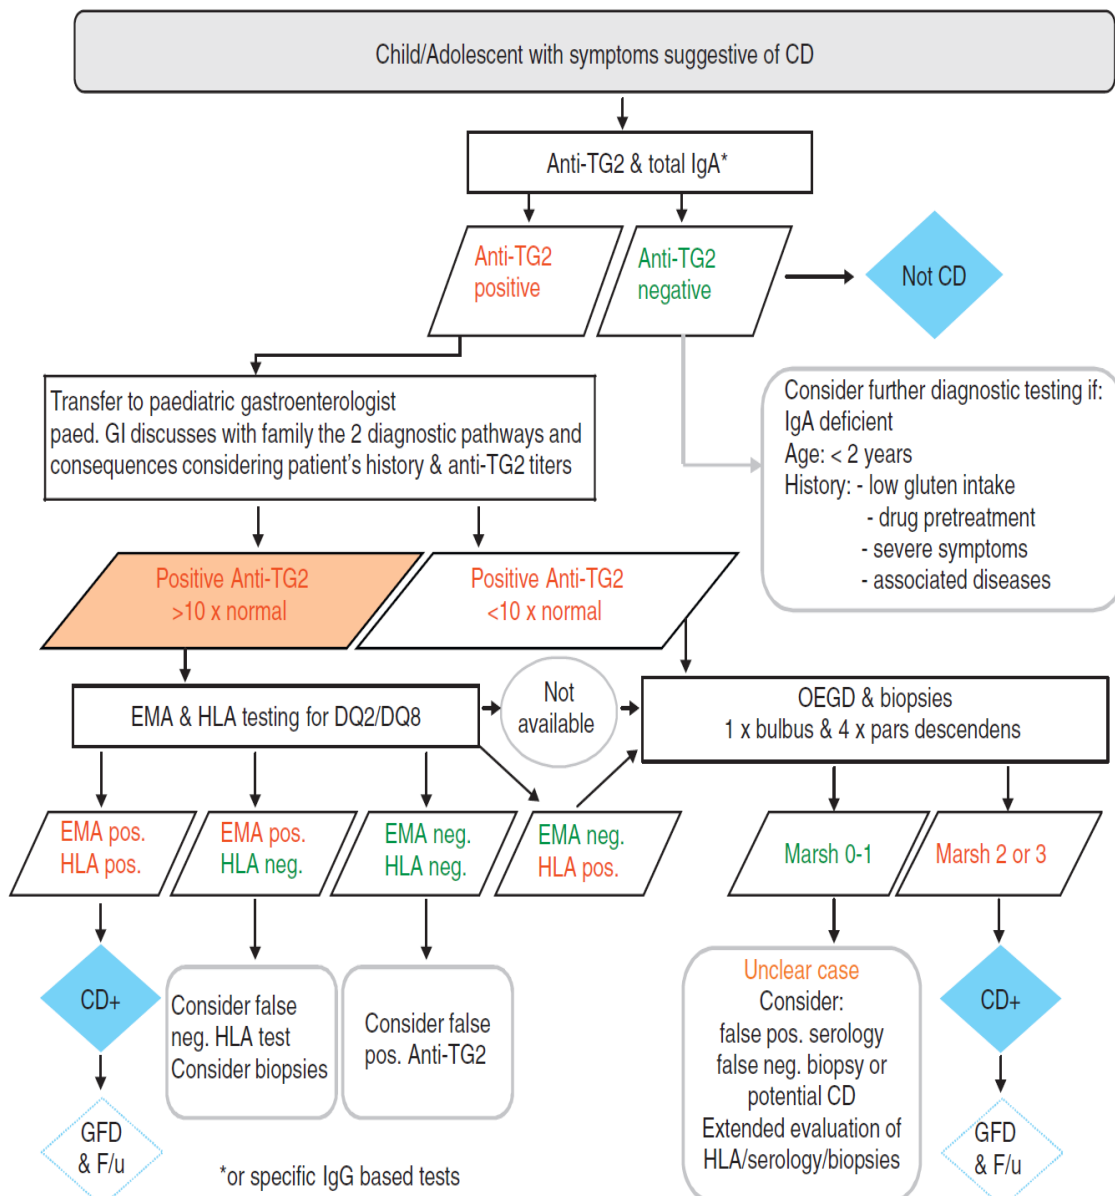 Child/Adolescent with symptoms suggestive of CD
Anti-TG2 & total IgA*
Anti-TG2
positive
Anti-TG2
negative
Not CD
Transfer to paediatric gastroenterologist
paed. GI discusses with family the 2 diagnostic pathways and
consequences considering patient's history & anti-TG2 titers
Consider further diagnostic testing if:
IgA deficient
Age: < 2 years
History: - low gluten intake
- drug pretreatment
- severe symptoms
- associated diseases
Positive Anti-TG2
>10 x normal
Positive Anti-TG2
<10 x normal
EMA & HLA testing for DQ2/DQ8
Not
available
OEGD & biopsies
1 x bulbus & 4 x pars descendens
EMA pos.
HLA pos.
EMA pos.
HLA neg.
EMA neg.
HLA neg.
EMA neg.
HLA pos.
Marsh 0-1
Marsh 2 or 3
CD+
Consider false
neg. HLA test
Consider biopsies
Consider false
pos. Anti-TG2
Unclear case
Consider:
false pos. serology
false neg. biopsy or
potential CD
Extended evaluation of
HLA/serology/biopsies
CD+
GFD
& F/u
GFD
& F/u
*or specific IgG based tests